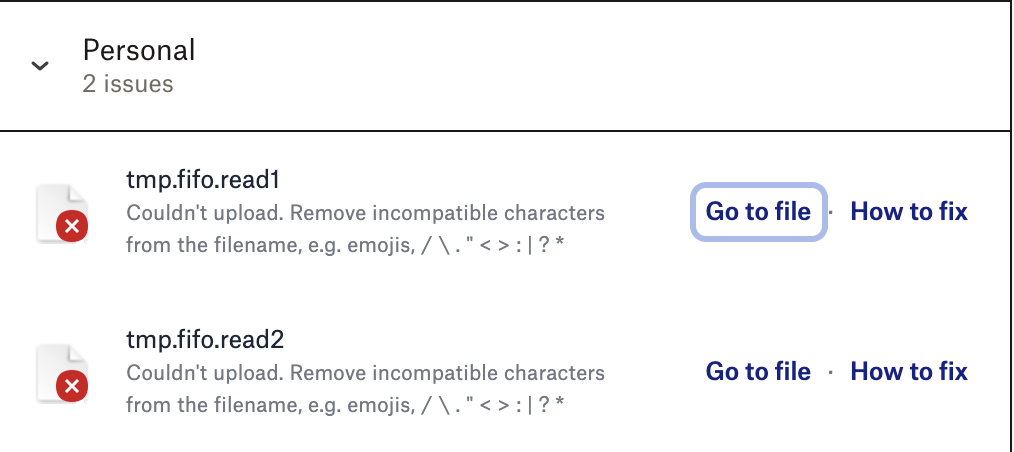 Personal
2 issues
tmp.fifo.read1
Couldn't upload. Remove incompatible characters
from the filename, e.g. emojis, / \ . " < > : | ? *
Go to file · How to fix
tmp.fifo.read2
Couldn't upload. Remove incompatible characters
from the filename, e.g. emojis, / \ . " < > : | ? *
Go to file · How to fix